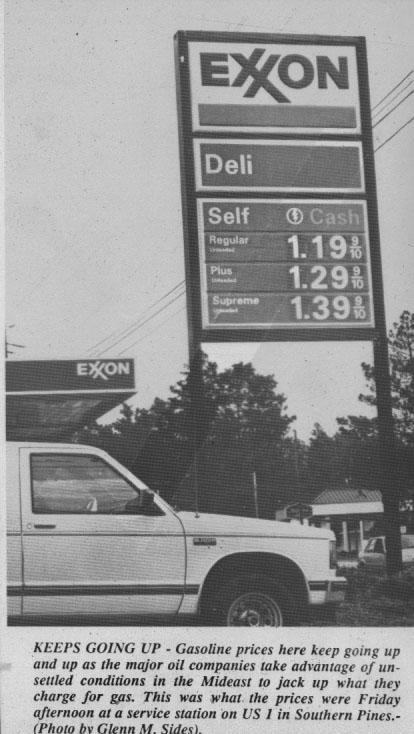 EXXON
Deli
Self Cash
Regular 1.19 9/10
Unleaded
Plus 1.29 9/10
Unleaded
Supreme 1.39 9/10
Unleaded
EXXON
KEEPS GOING UP - Gasoline prices here keep going up
and up as the major oil companies take advantage of un-
settled conditions in the Mideast to jack up what they
charge for gas. This was what the prices were Friday
afternoon at a service station on US 1 in Southern Pines.-
(Photo by Glenn M. Sides).